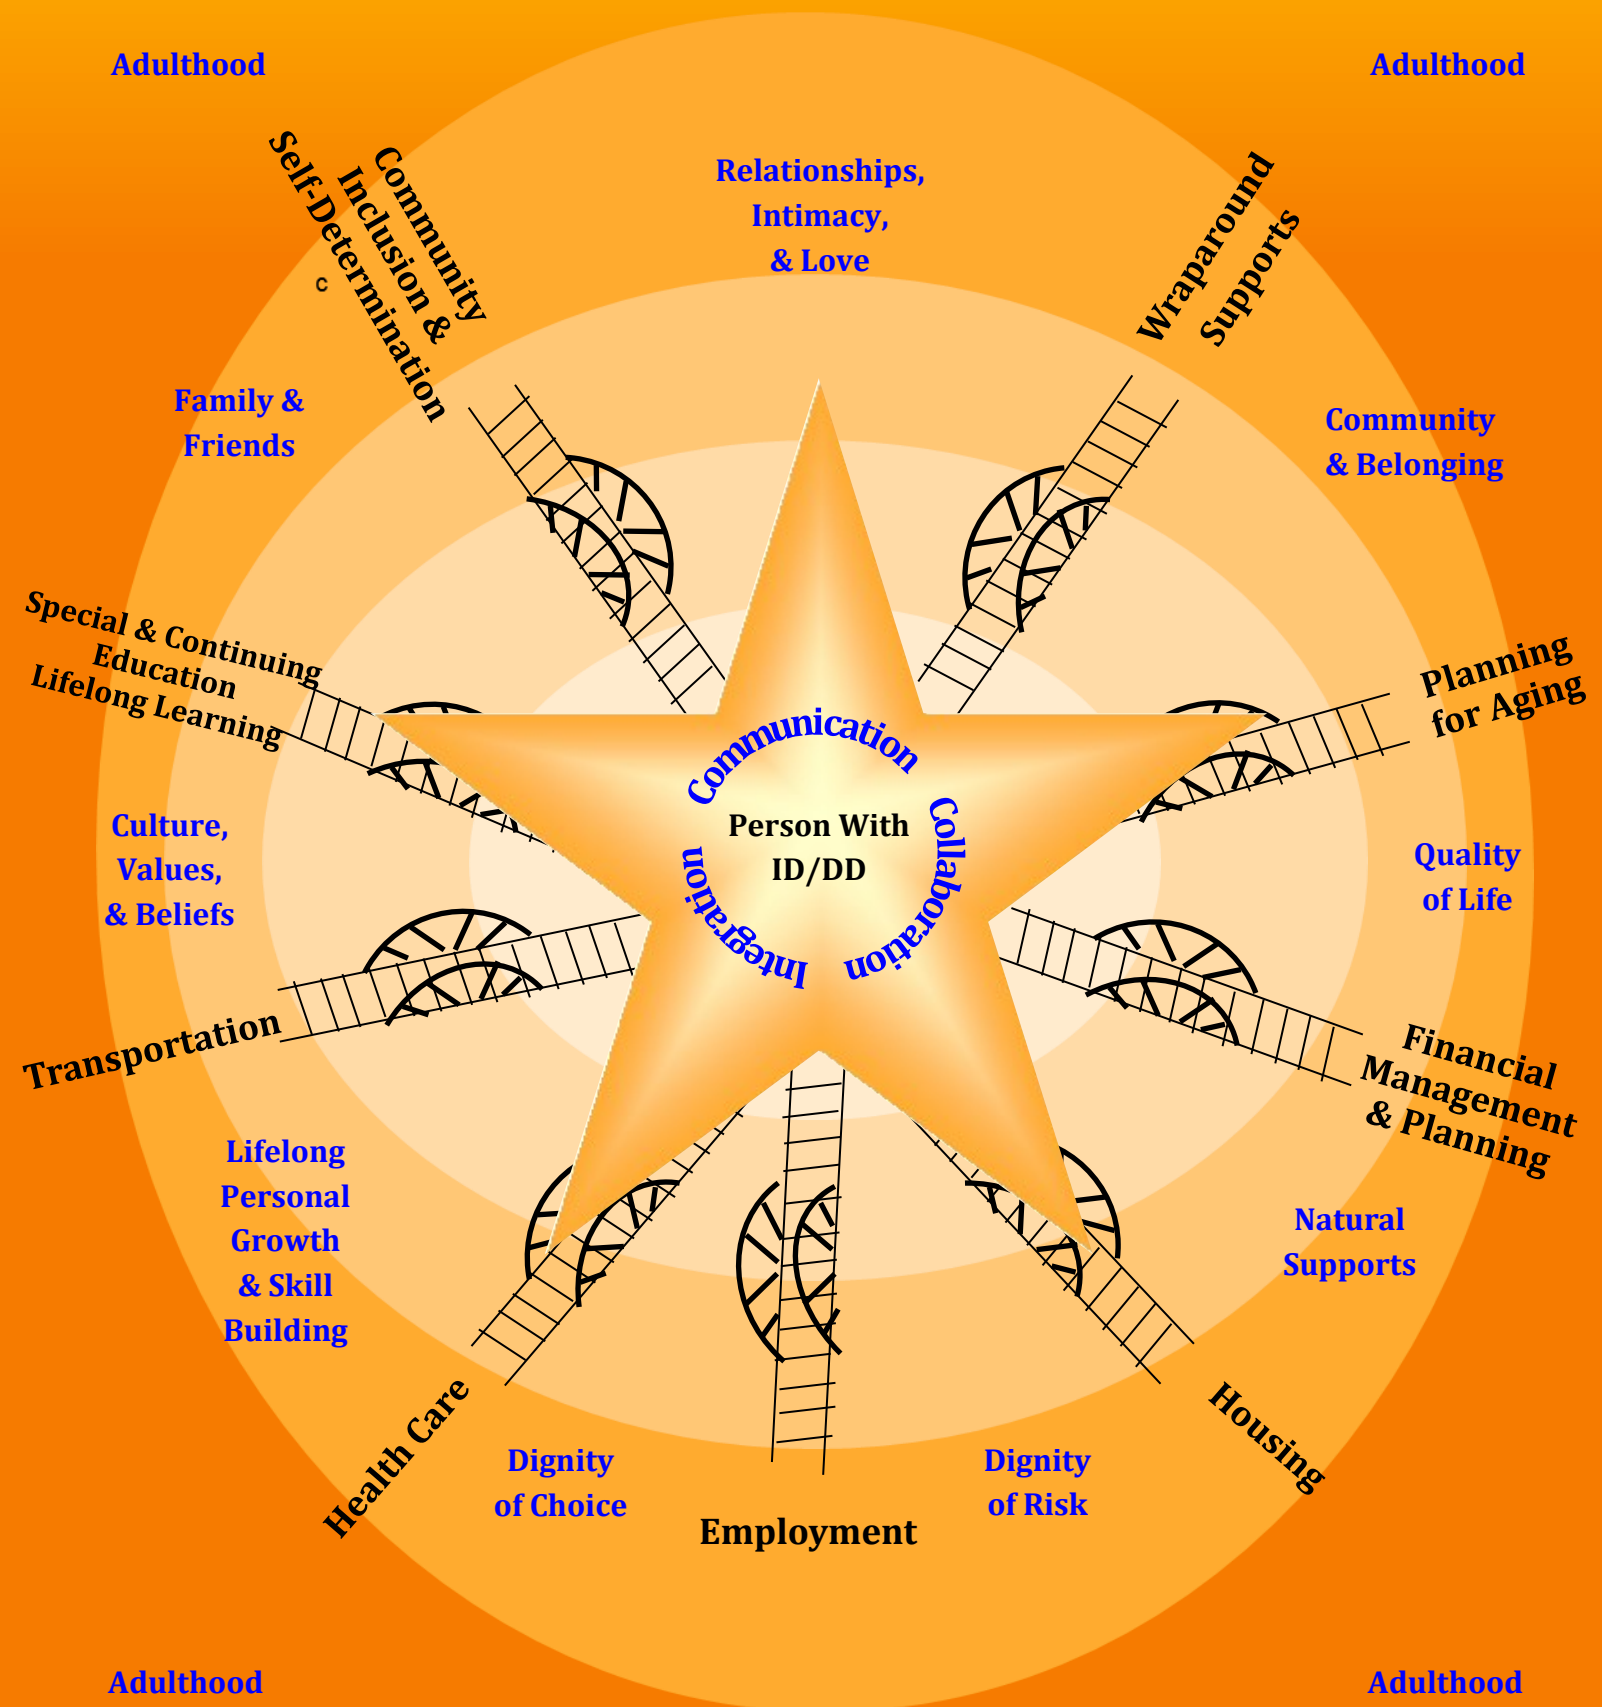 Adulthood
Adulthood
Community
Inclusion &
Self-Determination
c
Relationships,
Intimacy,
& Love
Wraparound
Supports
Family &
Friends
Community
& Belonging
Special & Continuing
Education
Lifelong Learning
Planning
for Aging
Communication
Collaboration
Integration
Person With
ID/DD
Culture,
Values,
& Beliefs
Quality
of Life
Transportation
Financial
Management
& Planning
Lifelong
Personal
Growth
& Skill
Building
Natural
Supports
Health Care
Housing
Dignity
of Choice
Dignity
of Risk
Employment
Adulthood
Adulthood